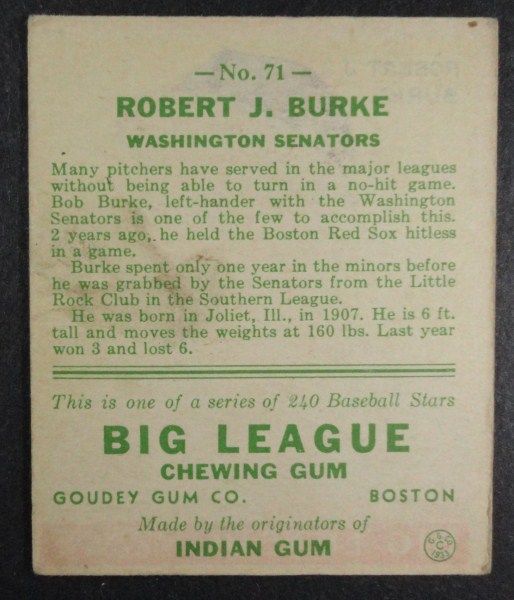 — No. 71 —
ROBERT J. BURKE
WASHINGTON SENATORS
Many pitchers have served in the major leagues
without being able to turn in a no-hit game.
Bob Burke, left-hander with the Washington
Senators is one of the few to accomplish this.
2 years ago, he held the Boston Red Sox hitless
in a game.
Burke spent only one year in the minors before
he was grabbed by the Senators from the Little
Rock Club in the Southern League.
He was born in Joliet, Ill., in 1907. He is 6 ft.
tall and moves the weights at 160 lbs. Last year
won 3 and lost 6.
This is one of a series of 240 Baseball Stars
BIG LEAGUE
CHEWING GUM
GOUDEY GUM CO. BOSTON
Made by the originators of
INDIAN GUM